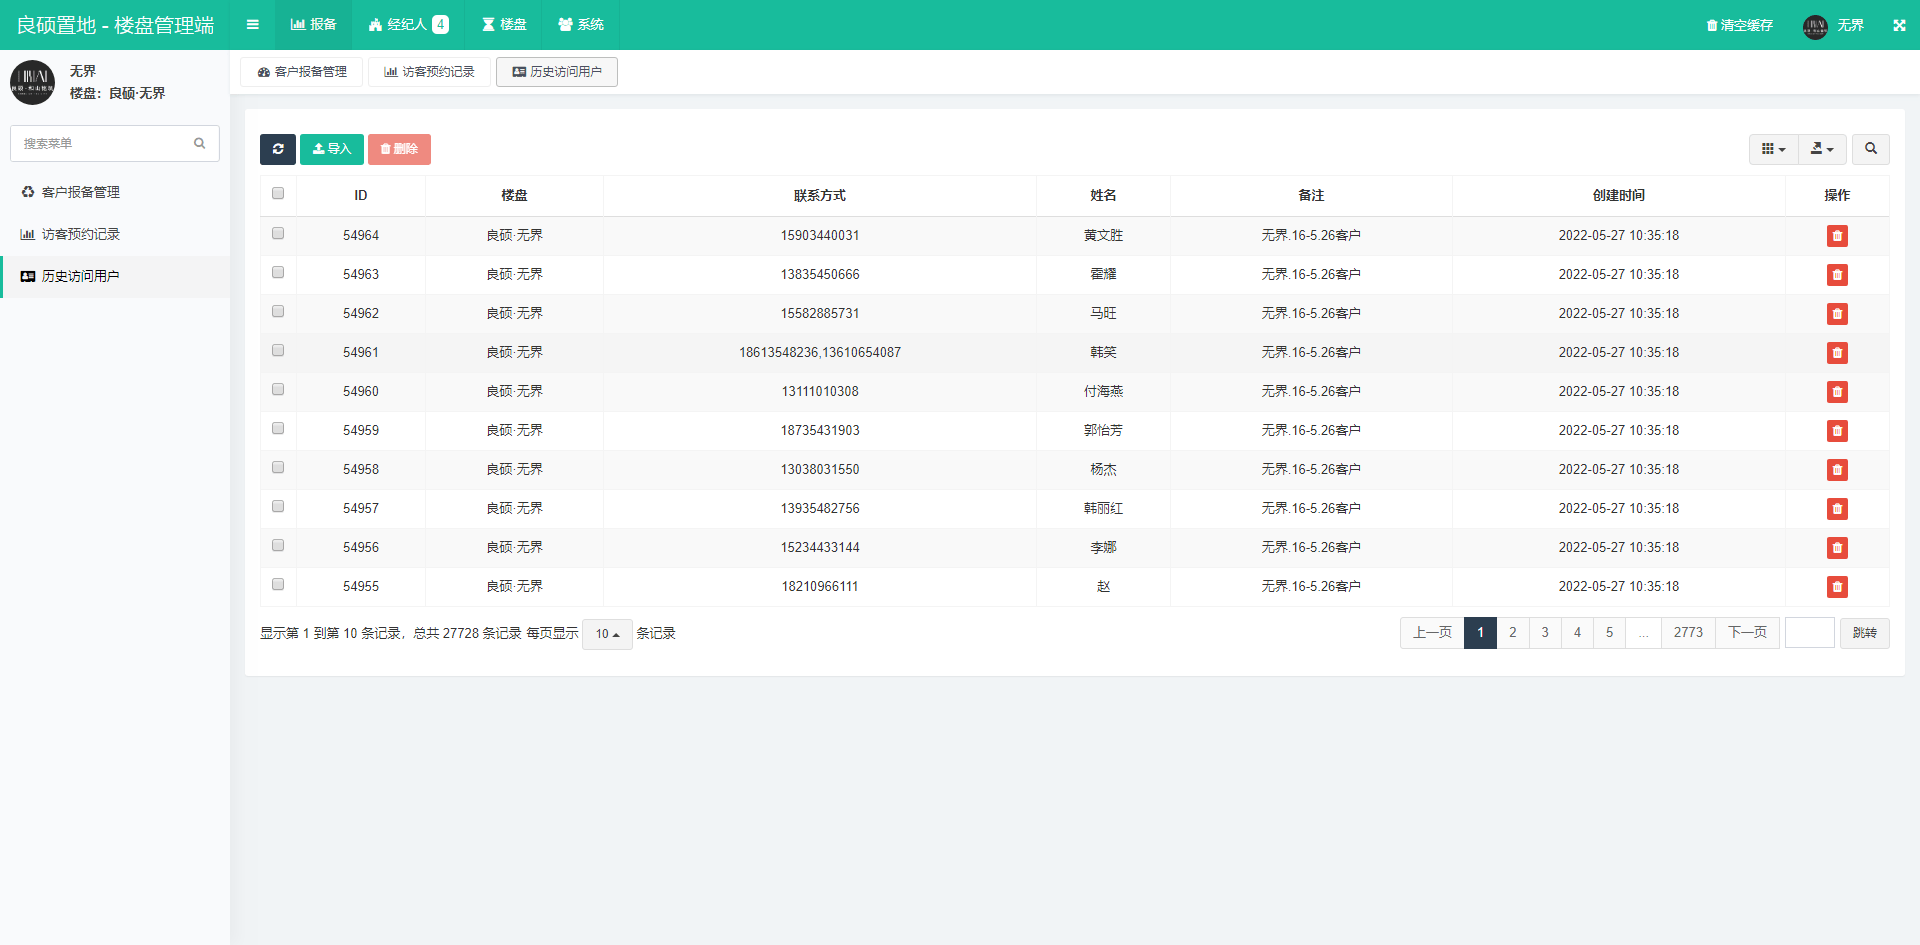 良硕置地 - 楼盘管理端 报备 经纪人 4 楼盘 系统 清空缓存 无界
无界
楼盘：良硕·无界
搜索菜单
客户报备管理
访客预约记录
历史访问用户
客户报备管理 访客预约记录 历史访问用户
导入 删除
ID 楼盘 联系方式 姓名 备注 创建时间 操作
54964 良硕·无界 15903440031 黄文胜 无界.16-5.26客户 2022-05-27 10:35:18
54963 良硕·无界 13835450666 霍耀 无界.16-5.26客户 2022-05-27 10:35:18
54962 良硕·无界 15582885731 马旺 无界.16-5.26客户 2022-05-27 10:35:18
54961 良硕·无界 18613548236,13610654087 韩笑 无界.16-5.26客户 2022-05-27 10:35:18
54960 良硕·无界 13111010308 付海燕 无界.16-5.26客户 2022-05-27 10:35:18
54959 良硕·无界 18735431903 郭怡芳 无界.16-5.26客户 2022-05-27 10:35:18
54958 良硕·无界 13038031550 杨杰 无界.16-5.26客户 2022-05-27 10:35:18
54957 良硕·无界 13935482756 韩丽红 无界.16-5.26客户 2022-05-27 10:35:18
54956 良硕·无界 15234433144 李娜 无界.16-5.26客户 2022-05-27 10:35:18
54955 良硕·无界 18210966111 赵 无界.16-5.26客户 2022-05-27 10:35:18
显示第 1 到第 10 条记录，总共 27728 条记录 每页显示 10 条记录 上一页 1 2 3 4 5 ... 2773 下一页 跳转